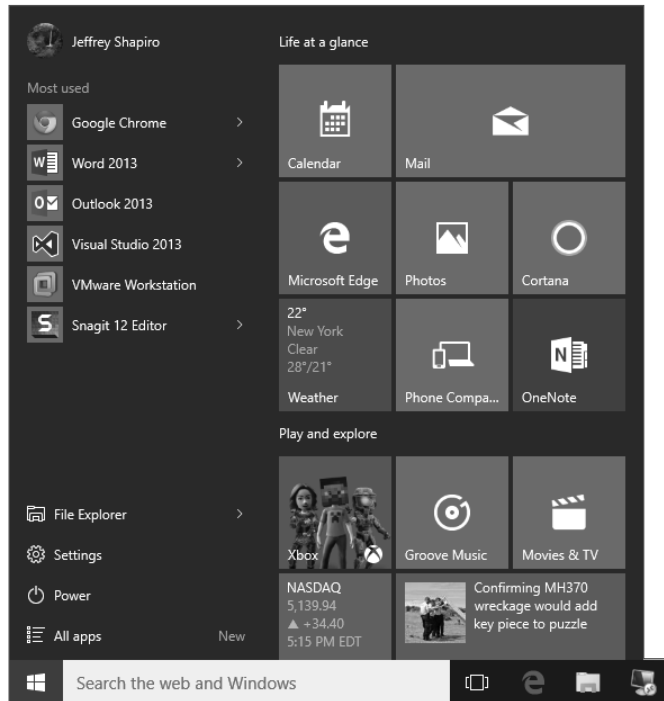 Jeffrey Shapiro
Most used
Google Chrome
Word 2013
Outlook 2013
Visual Studio 2013
VMware Workstation
Snagit 12 Editor
File Explorer
Settings
Power
All apps New
Life at a glance
Calendar
Mail
Microsoft Edge
Photos
Cortana
22°
New York
Clear
28°/21°
Weather
Phone Compa...
OneNote
Play and explore
Xbox
Groove Music
Movies & TV
NASDAQ
5,139.94
▲ +34.40
5:15 PM EDT
Confirming MH370
wreckage would add
key piece to puzzle
Search the web and Windows